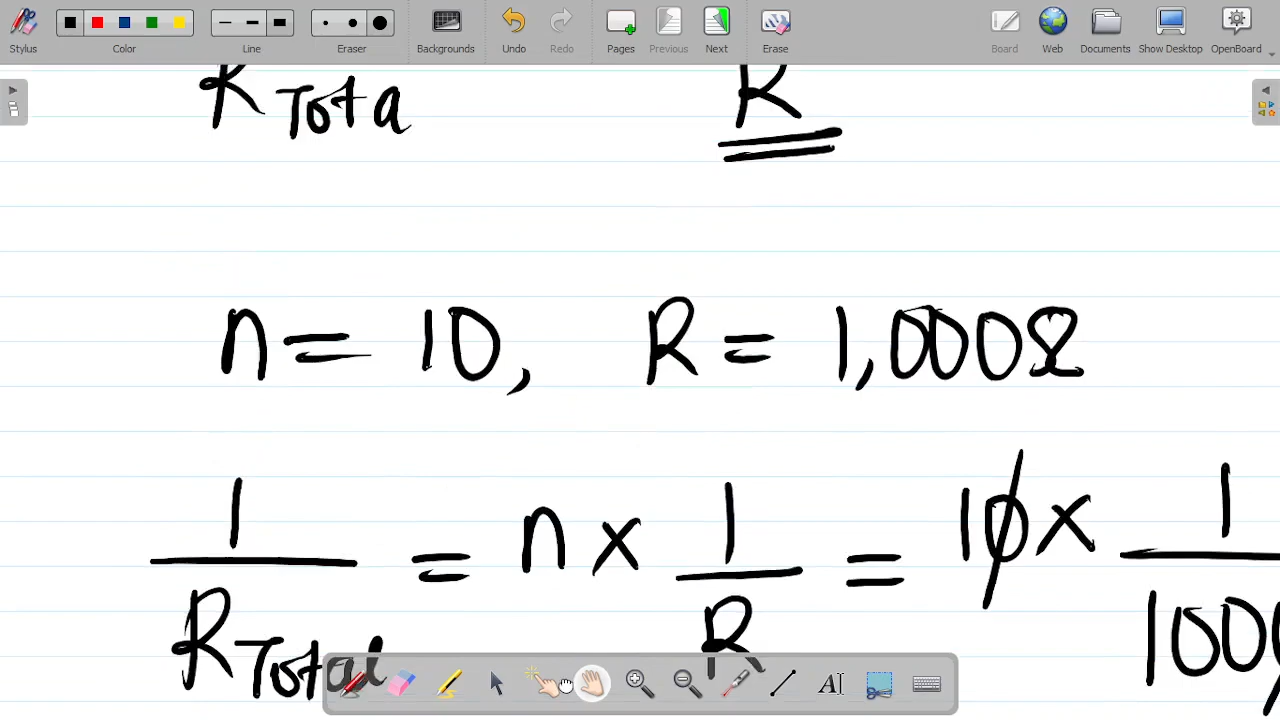 Stylus Color Line Eraser Backgrounds Undo Redo Pages Previous Next Erase Board Web Documents Show Desktop OpenBoard
R Tota R
n = 10, R = 1,000Ω
1/R Total = n x 1/R = 10 x 1/100